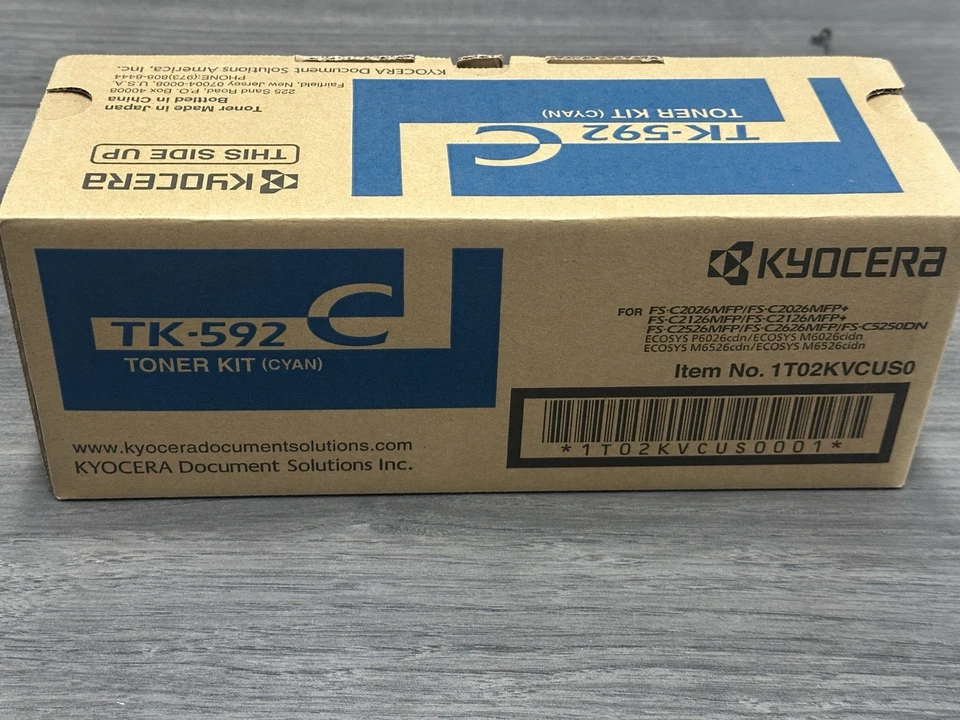 KYOCERA Document Solutions America, Inc.
225 Sand Road, P.O. Box 40008
Fairfield, New Jersey 07004-0008, U.S.A.
PHONE:(973)808-8444
Toner Made in Japan
Bottled in China
THIS SIDE UP
KYOCERA
TONER KIT (CYAN)
TK-592 C
TK-592 C
TONER KIT (CYAN)
www.kyoceradocumentsolutions.com
KYOCERA Document Solutions Inc.
KYOCERA
FOR FS-C2026MFP/FS-C2026MFP+
FS-C2126MFP/FS-C2126MFP+
FS-C2526MFP/FS-C2626MFP/FS-C5250DN
ECOSYS P6026cdn/ECOSYS M6026cidn
ECOSYS M6526cdn/ECOSYS M6526cidn
Item No. 1T02KVCUS0
*1T02KVCUS0001*